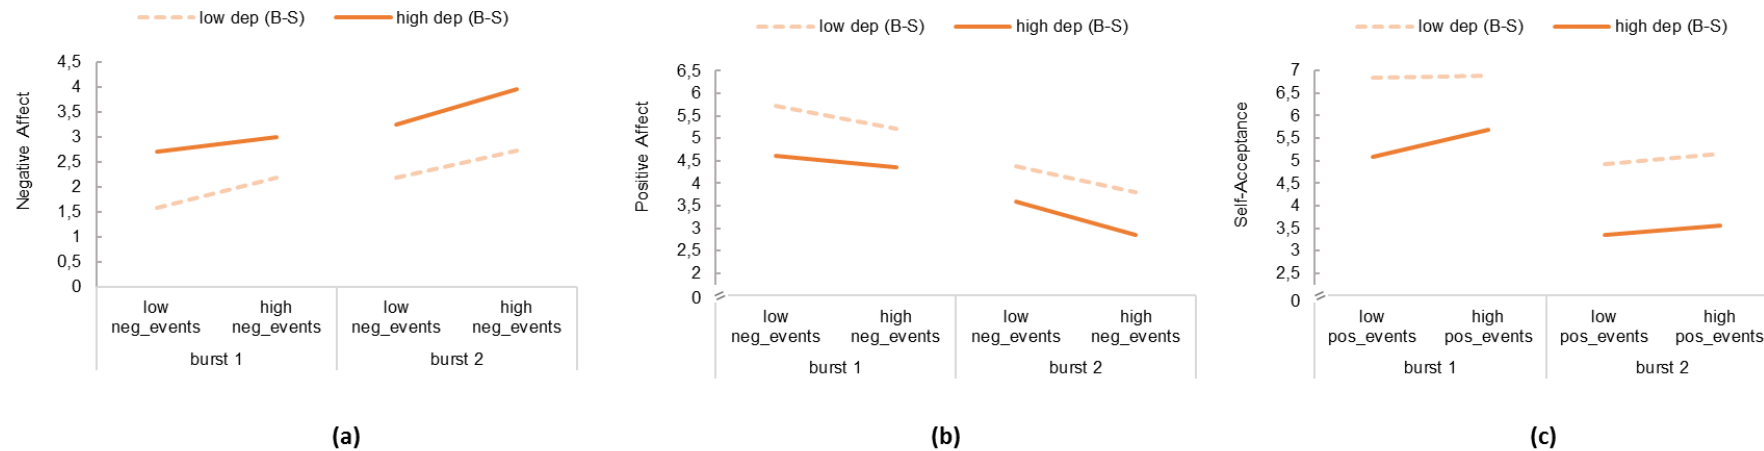 low dep (B-S) high dep (B-S)
Negative Affect
4,5
4
3,5
3
2,5
2
1,5
1
0,5
0
low neg_events
high neg_events
low neg_events
high neg_events
burst 1 burst 2
(a)
low dep (B-S) high dep (B-S)
Positive Affect
6,5
6
5,5
5
4,5
4
3,5
3
2,5
2
0
low neg_events
high neg_events
low neg_events
high neg_events
burst 1 burst 2
(b)
low dep (B-S) high dep (B-S)
Self-Acceptance
7
6,5
6
5,5
5
4,5
4
3,5
3
2,5
0
low pos_events
high pos_events
low pos_events
high pos_events
burst 1 burst 2
(c)